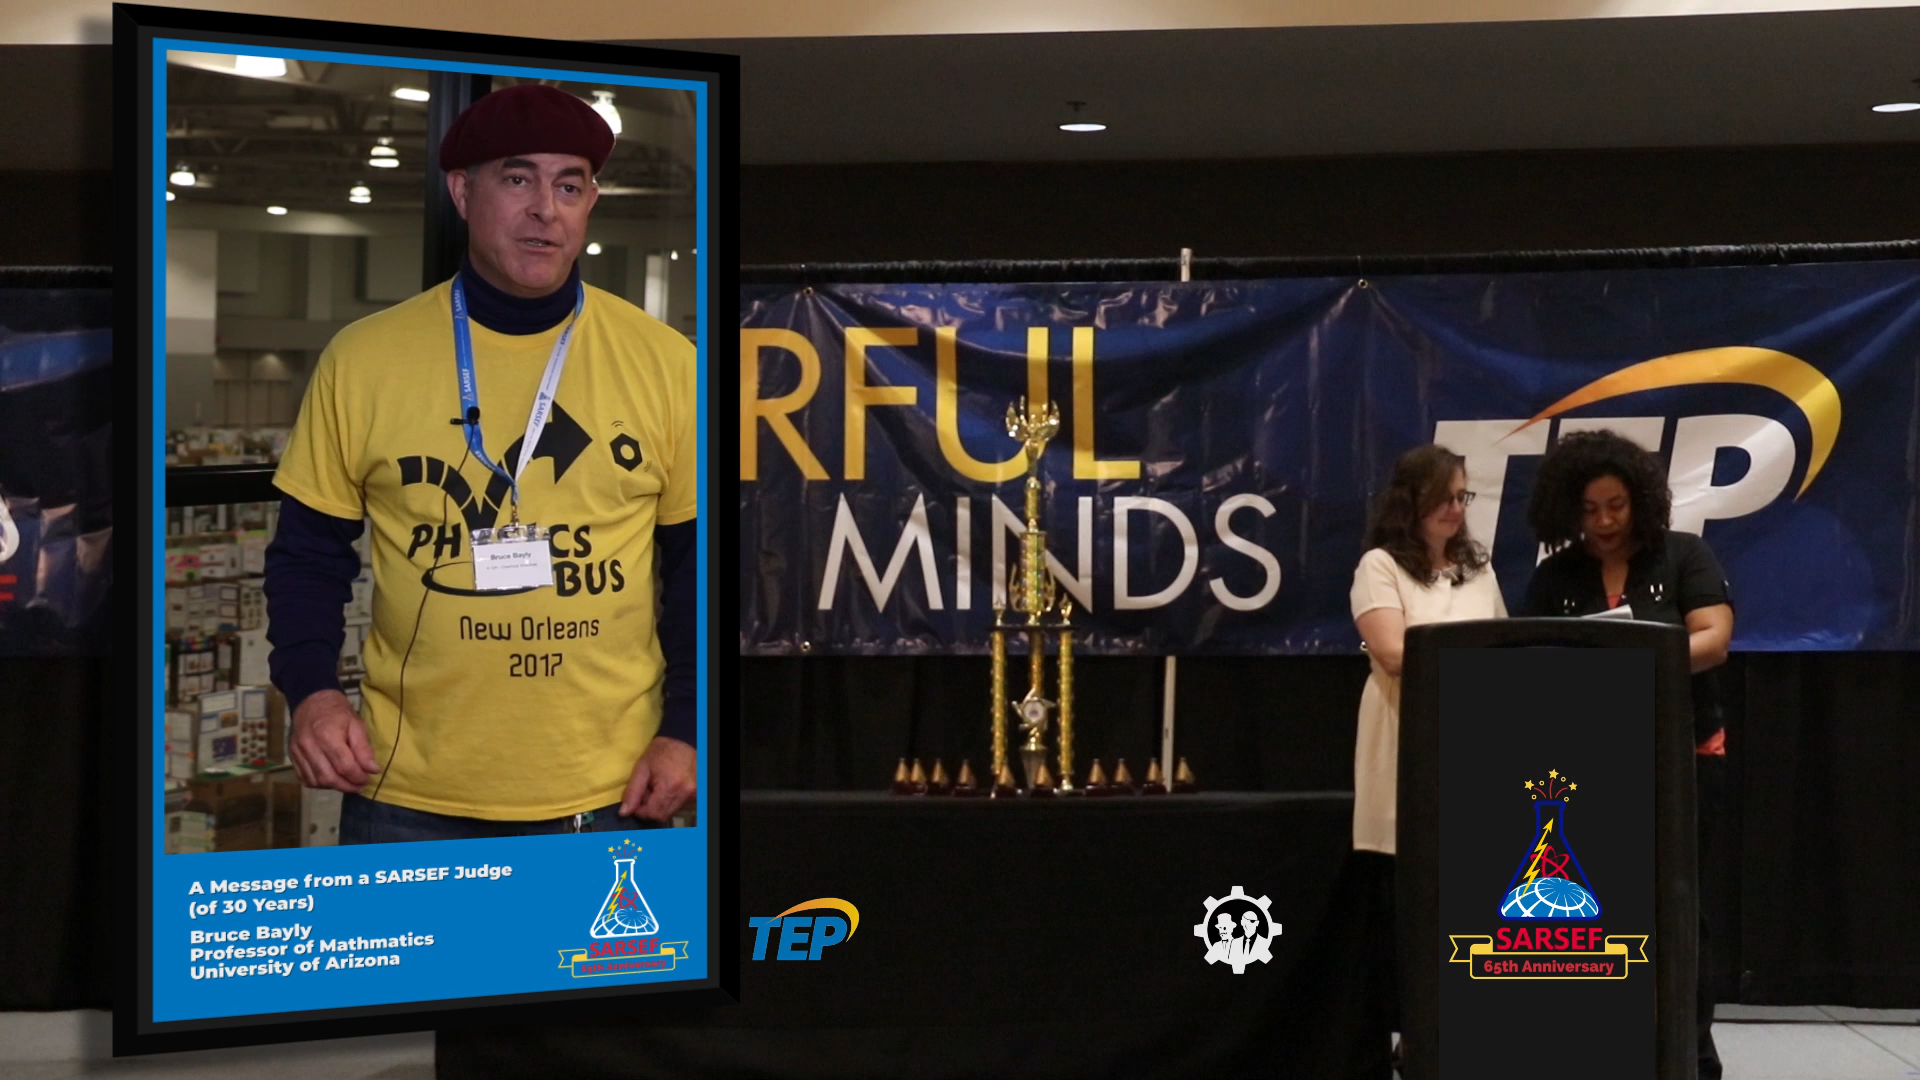 SARSEF
SARSEF
PH CS
BUS
Bruce Bayly
New Orleans
2017
A Message from a SARSEF Judge
(of 30 Years)
Bruce Bayly
Professor of Mathmatics
University of Arizona
SARSEF
65th Anniversary
RFUL
MINDS
TEP
TEP
SARSEF
65th Anniversary